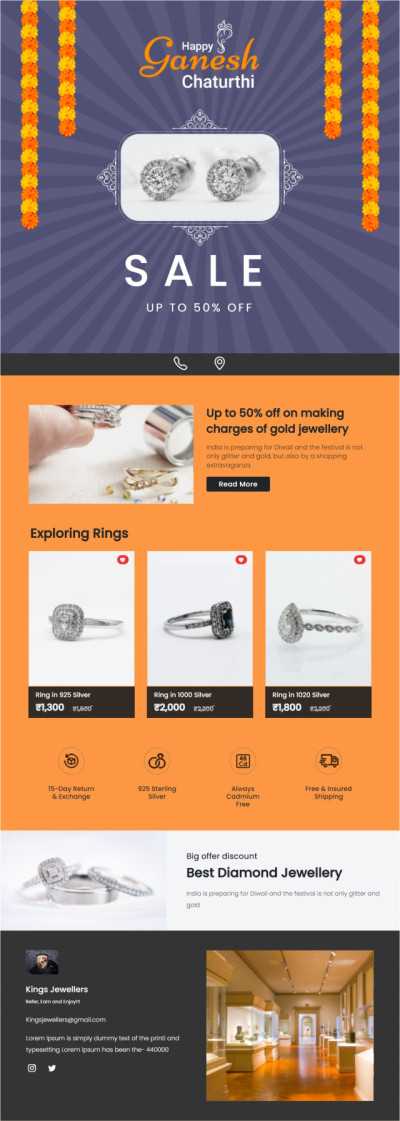 Happy
Ganesh
Chaturthi
SALE
UP TO 50% OFF
Up to 50% off on making
charges of gold jewellery
India is preparing for Diwali and the festival is not
only glitter and gold, but also by a shopping
extravaganza.
Read More
Exploring Rings
Ring in 925 Silver
₹1,300 ₹1,600
Ring in 1000 Silver
₹2,000 ₹2,200
Ring in 1020 Silver
₹1,800 ₹2,200
15-Day Return
& Exchange
925 Sterling
Silver
48
Cd
Always
Cadmium
Free
Free & Insured
Shipping
Big offer discount
Best Diamond Jewellery
India is preparing for Diwali and the festival is not only glitter and
gold
Kings Jewellers
Refer, Earn and Enjoy!!
Kingsjewellers@gmail.com
Lorem Ipsum is simply dummy text of the printi and
typesetting Lorem Ipsum has been the- 440000